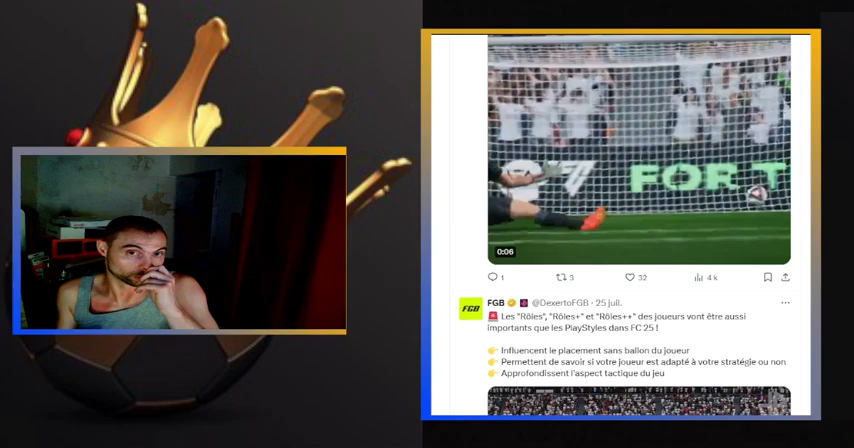 FOR T
0:06
1
3
32
4 k
FGB
FGB @DexertoFGB · 25 juil.
Les "Rôles", "Rôles+" et "Rôles++" des joueurs vont être aussi
importants que les PlayStyles dans FC 25 !
Influencent le placement sans ballon du joueur
Permettent de savoir si votre joueur est adapté à votre stratégie ou non
Approfondissent l'aspect tactique du jeu